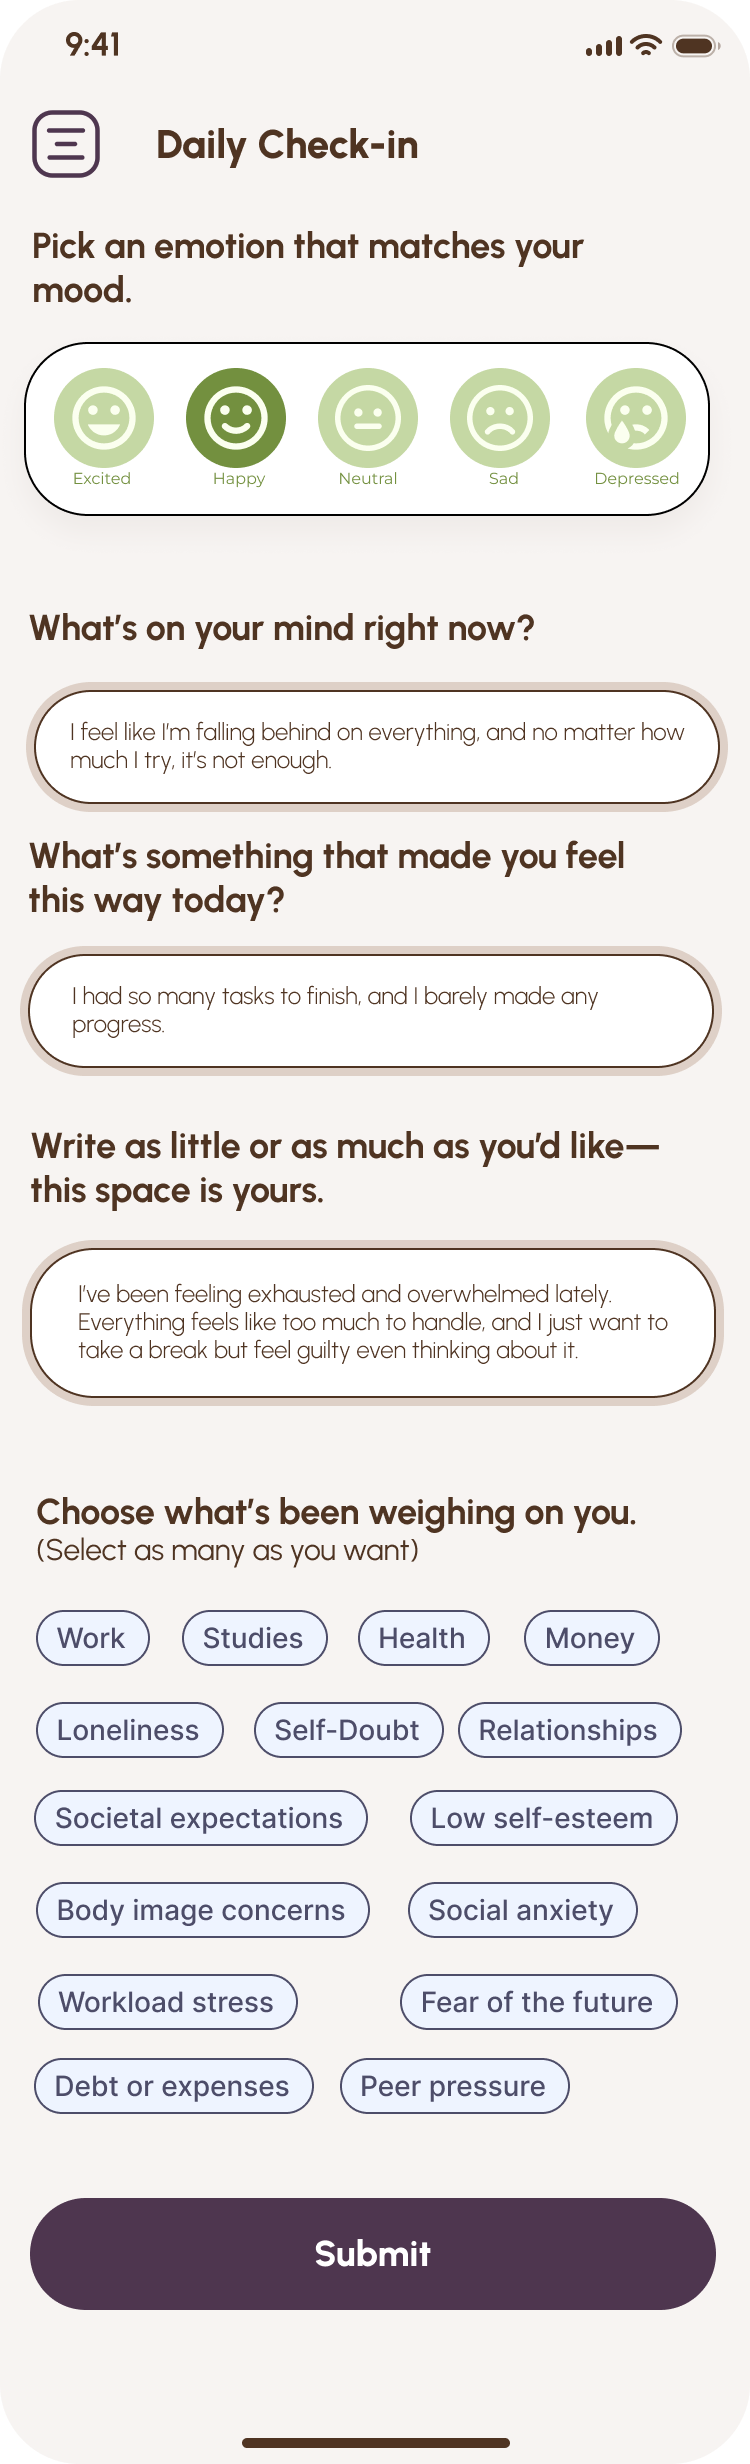 9:41
Daily Check-in
Pick an emotion that matches your
mood.
Excited Happy Neutral Sad Depressed
What's on your mind right now?
I feel like I'm falling behind on everything, and no matter how
much I try, it's not enough.
What's something that made you feel
this way today?
I had so many tasks to finish, and I barely made any
progress.
Write as little or as much as you'd like—
this space is yours.
I've been feeling exhausted and overwhelmed lately.
Everything feels like too much to handle, and I just want to
take a break but feel guilty even thinking about it.
Choose what's been weighing on you.
(Select as many as you want)
Work Studies Health Money
Loneliness Self-Doubt Relationships
Societal expectations Low self-esteem
Body image concerns Social anxiety
Workload stress Fear of the future
Debt or expenses Peer pressure
Submit